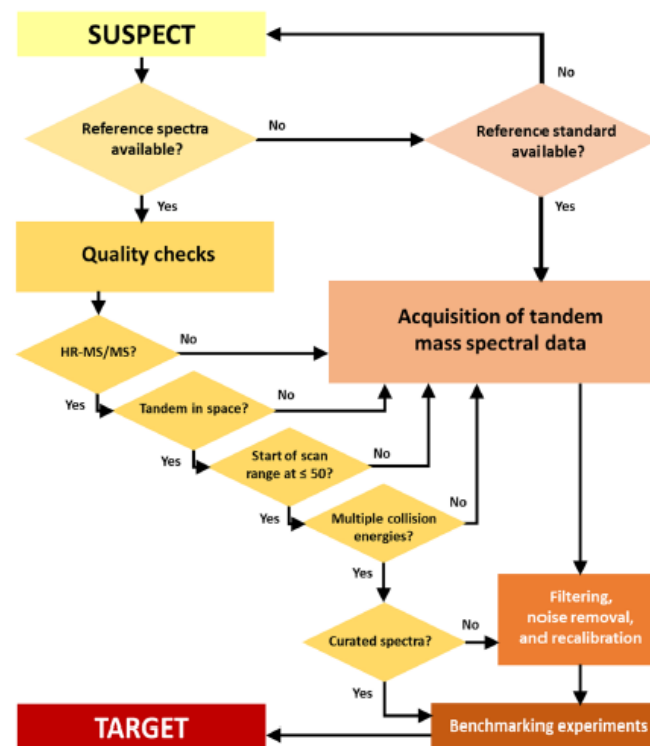 SUSPECT
No
Reference spectra
available?
No
Reference standard
available?
Yes
Yes
Quality checks
Acquisition of tandem
mass spectral data
HR-MS/MS?
No
Yes
Tandem in space?
No
Yes
Start of scan
range at ≤ 50?
No
Yes
Multiple collision
energies?
No
Yes
Filtering,
noise removal,
and recalibration
Curated spectra?
No
Yes
TARGET
Benchmarking experiments